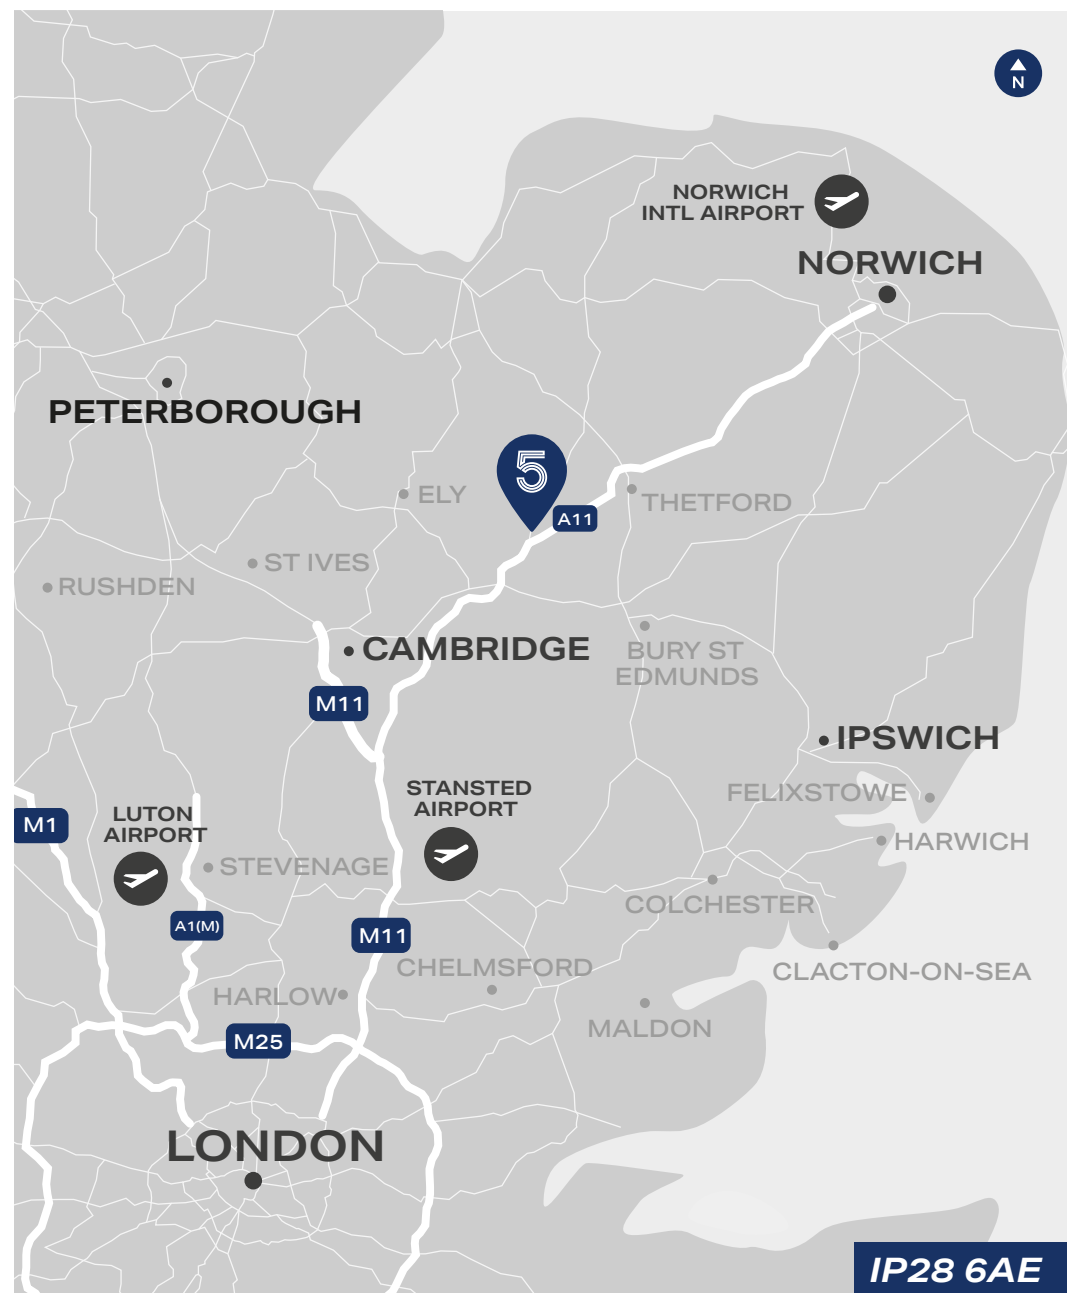 N
NORWICH
INTL AIRPORT
NORWICH
PETERBOROUGH
5
ELY
THETFORD
A11
ST IVES
RUSHDEN
CAMBRIDGE
BURY ST
EDMUNDS
M11
IPSWICH
STANSTED
AIRPORT
FELIXSTOWE
LUTON
AIRPORT
M1
HARWICH
STEVENAGE
COLCHESTER
A1(M)
M11
CHELMSFORD
CLACTON-ON-SEA
HARLOW
MALDON
M25
LONDON
IP28 6AE